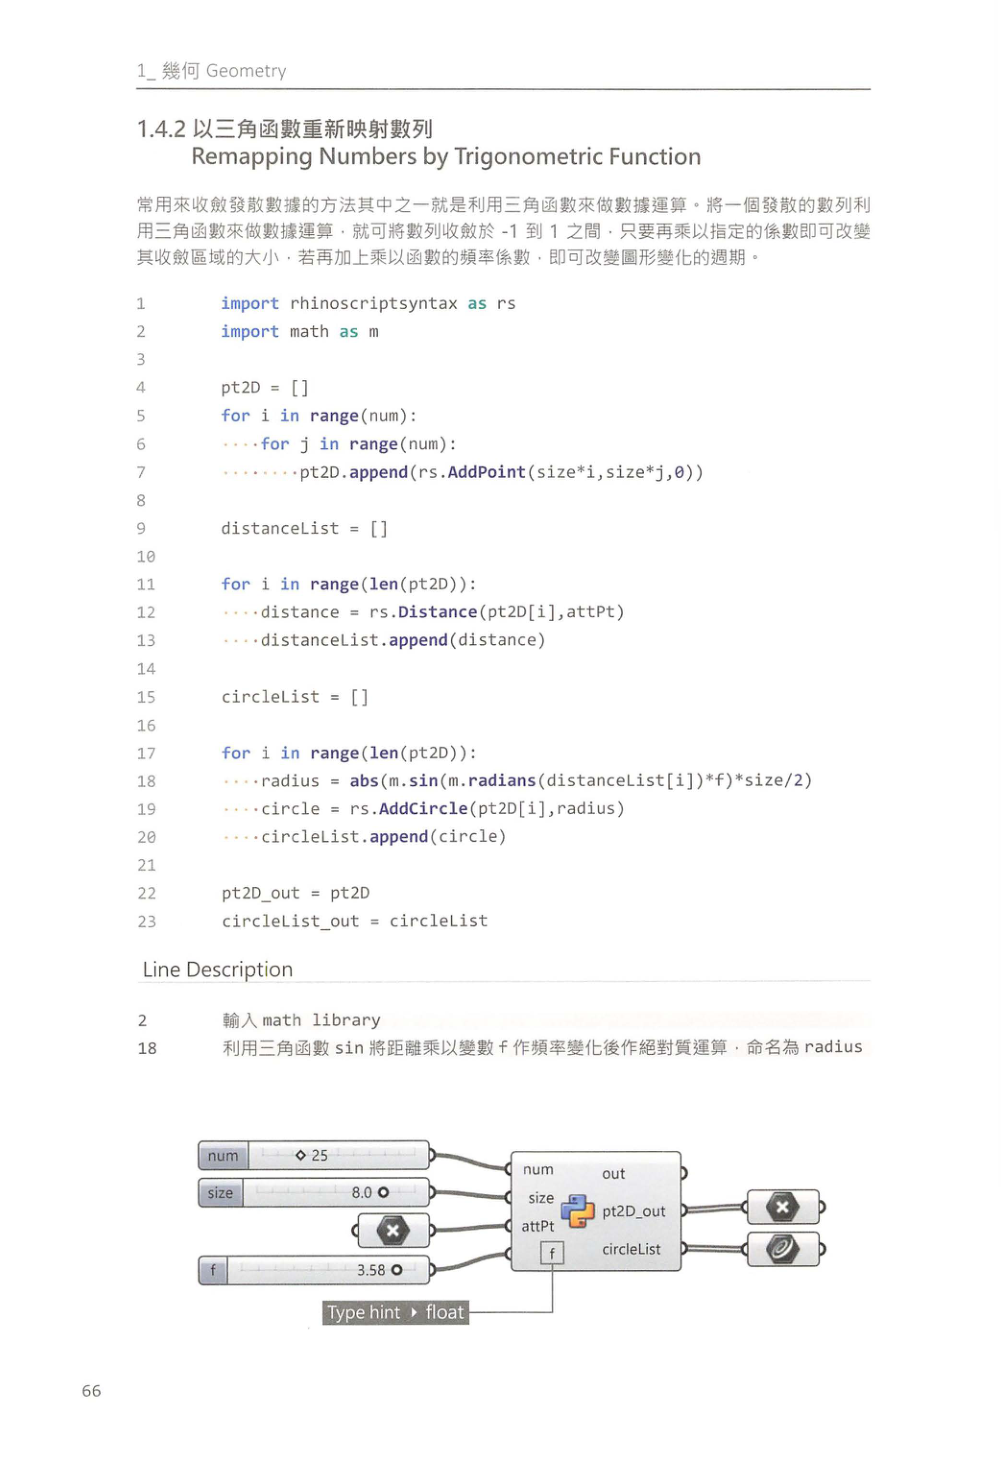 1_ 幾何 Geometry
1.4.2 以三角函數重新映射數列
Remapping Numbers by Trigonometric Function
常用來收斂發散數據的方法其中之一就是利用三角函數來做數據運算。將一個發散的數列利
用三角函數來做數據運算，就可將數列收斂於 -1 到 1 之間，只要再乘以指定的係數即可改變
其收斂區域的大小，若再加上乘以函數的頻率係數，即可改變圖形變化的週期。
1 import rhinoscriptsyntax as rs
2 import math as m
3
4 pt2D = []
5 for i in range(num):
6 ····for j in range(num):
7 ········pt2D.append(rs.AddPoint(size*i,size*j,0))
8
9 distanceList = []
10
11 for i in range(len(pt2D)):
12 ····distance = rs.Distance(pt2D[i],attPt)
13 ····distanceList.append(distance)
14
15 circleList = []
16
17 for i in range(len(pt2D)):
18 ····radius = abs(m.sin(m.radians(distanceList[i])*f)*size/2)
19 ····circle = rs.AddCircle(pt2D[i],radius)
20 ····circleList.append(circle)
21
22 pt2D_out = pt2D
23 circleList_out = circleList
Line Description
2 輸入 math library
18 利用三角函數 sin 將距離乘以變數 f 作頻率變化後作絕對質運算，命名為 radius
num 25
size 8.0
f 3.58
num out
size
attPt pt2D_out
f circleList
Type hint ▸ float
66